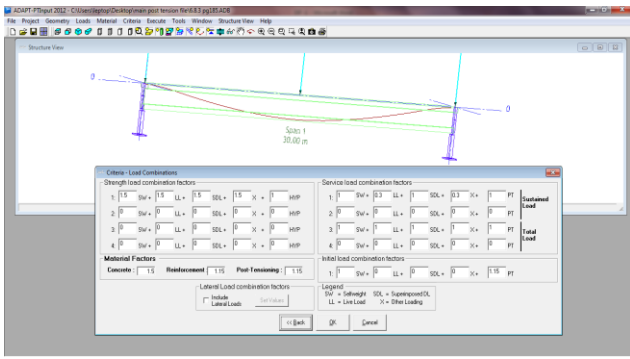 ADAPT-PTInput 2012 - C:\Users\laptop\Desktop\main post tension file\6.8.3 pg185.ADB
File Project Geometry Loads Material Criteria Execute Tools Window Structure View Help
Structure View
0
0
Span 1
30.00 m
Criteria - Load Combinations
Strength load combination factors
1: 1.5 SW + 1.5 LL + 1.5 SDL + 1.5 X + 1 HYP
2: 0 SW + 0 LL + 0 SDL + 0 X + 0 HYP
3: 0 SW + 0 LL + 0 SDL + 0 X + 0 HYP
4: 0 SW + 0 LL + 0 SDL + 0 X + 0 HYP
Service load combination factors
1: 1 SW + 0.3 LL + 1 SDL + 0.3 X + 1 PT
2: 0 SW + 0 LL + 0 SDL + 0 X + 0 PT
Sustained Load
3: 1 SW + 1 LL + 1 SDL + 1 X + 1 PT
4: 0 SW + 0 LL + 0 SDL + 0 X + 0 PT
Total Load
Material Factors
Concrete : 1.5 Reinforcement 1.15 Post-Tensioning : 1.15
Initial load combination factors
1: 1 SW + 0 LL + 0 SDL + 0 X + 1.15 PT
Lateral Load combination factors
Include Lateral Loads
Set Values
Legend
SW = Selfweight SDL = Superimposed DL
LL = Live Load X = Other Loading
<< Back OK Cancel